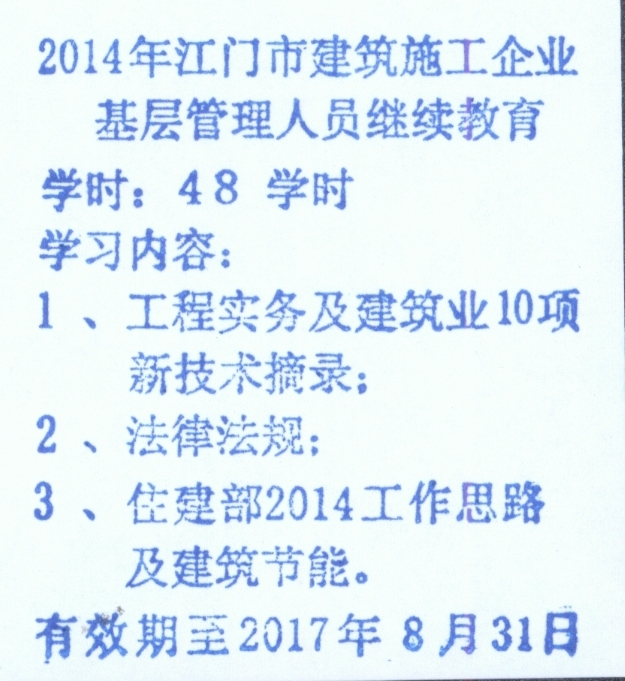 2014年江门市建筑施工企业
基层管理人员继续教育
学时：48 学时
学习内容：
1 、工程实务及建筑业10项
新技术摘录；
2 、法律法规；
3 、住建部2014工作思路
及建筑节能。
有效期至2017年 8 月31日